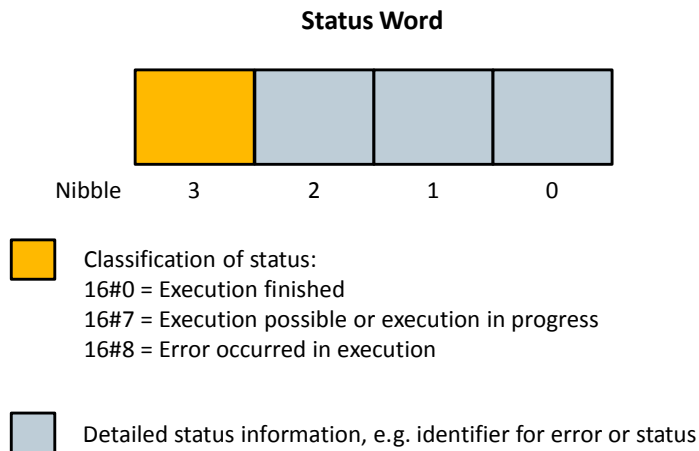 Status Word
Nibble 3 2 1 0
Classification of status:
16#0 = Execution finished
16#7 = Execution possible or execution in progress
16#8 = Error occurred in execution
Detailed status information, e.g. identifier for error or status